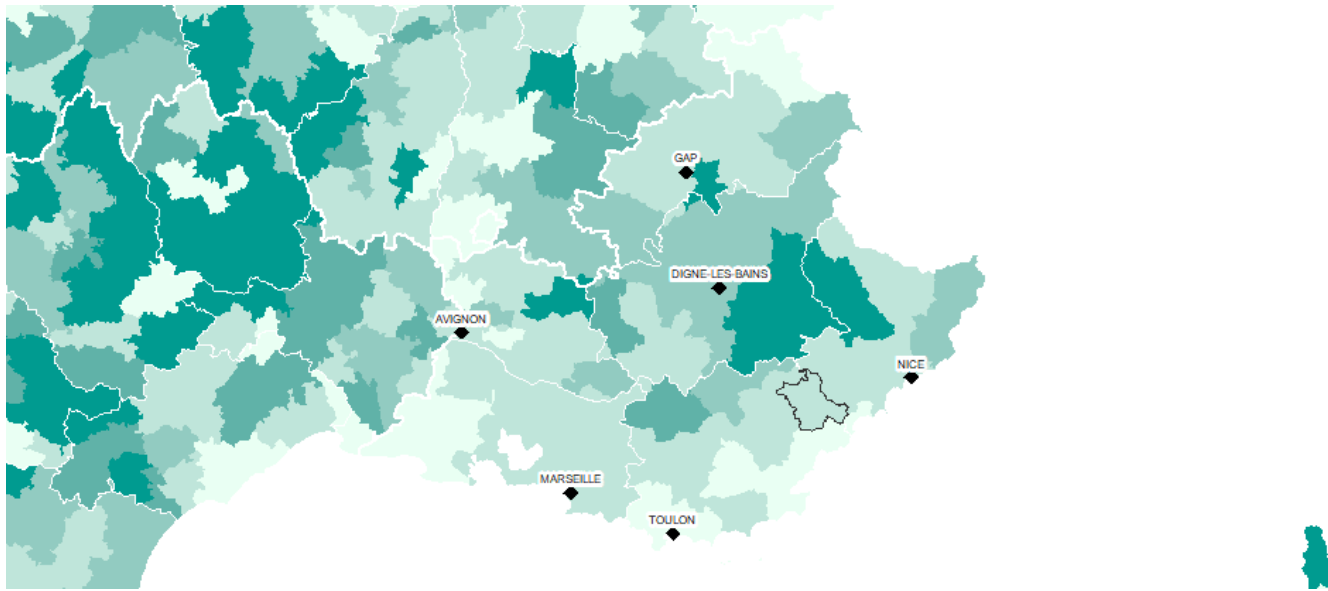 GAP
DIGNE-LES-BAINS
AVIGNON
NICE
MARSEILLE
TOULON